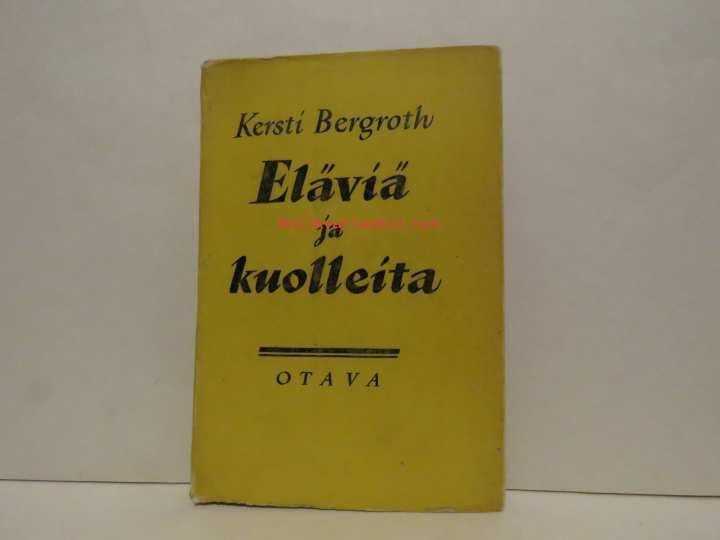 Kersti Bergroth
Eläviä
ja
kuolleita
OTAVA